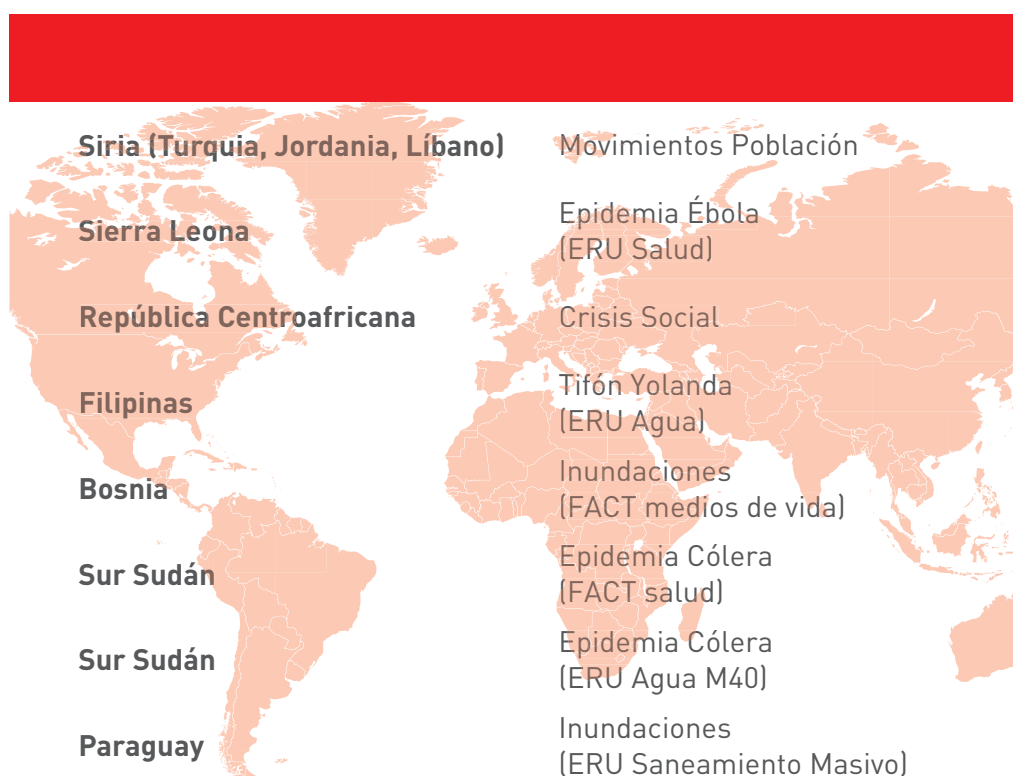 Siria (Turquia, Jordania, Líbano) Movimientos Población
Sierra Leona Epidemia Ébola
(ERU Salud)
República Centroafricana Crisis Social
Filipinas Tifón Yolanda
(ERU Agua)
Bosnia Inundaciones
(FACT medios de vida)
Sur Sudán Epidemia Cólera
(FACT salud)
Sur Sudán Epidemia Cólera
(ERU Agua M40)
Paraguay Inundaciones
(ERU Saneamiento Masivo)